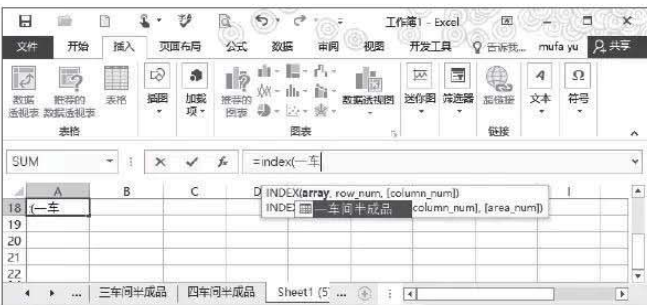 工作簿1 - Excel
文件 开始 插入 页面布局 公式 数据 审阅 视图 开发工具 告诉我... mufa yu 共享
数据透视表 推荐的数据透视表 表格 插图 加载项 推荐的图表 数据透视图 迷你图 筛选器 超链接 文本 符号
表格 图表 链接
SUM =index(一车
A B C D I
INDEX(array, row_num, [column_num])
18 (一车 INDE 一车间半成品 column_num], [area_num])
19
20
21
22
... 三车间半成品 四车间半成品 Sheet1 (5 ...